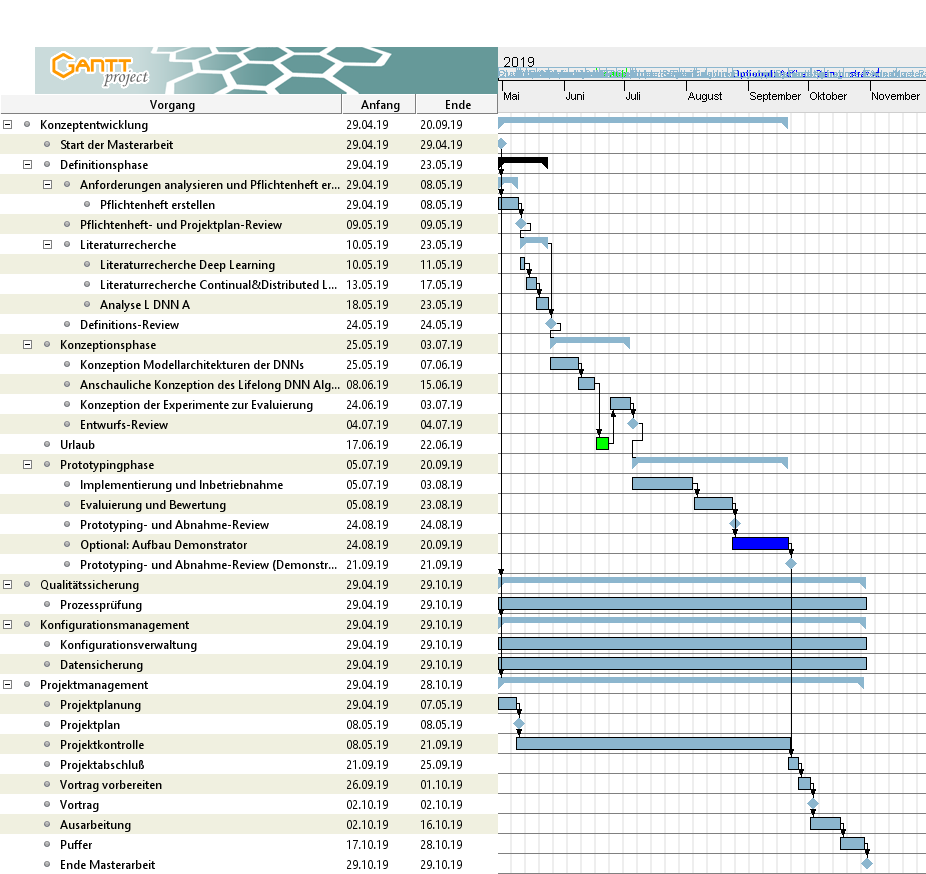 GANTT
project
2019
Vorgang Anfang Ende Mai Juni Juli August September Oktober November
Konzeptentwicklung 29.04.19 20.09.19
Start der Masterarbeit 29.04.19 29.04.19
Definitionsphase 29.04.19 23.05.19
Anforderungen analysieren und Pflichtenheft er... 29.04.19 08.05.19
Pflichtenheft erstellen 29.04.19 08.05.19
Pflichtenheft- und Projektplan-Review 09.05.19 09.05.19
Literaturrecherche 10.05.19 23.05.19
Literaturrecherche Deep Learning 10.05.19 11.05.19
Literaturrecherche Continual&Distributed L... 13.05.19 17.05.19
Analyse L DNN A 18.05.19 23.05.19
Definitions-Review 24.05.19 24.05.19
Konzeptionsphase 25.05.19 03.07.19
Konzeption Modellarchitekturen der DNNs 25.05.19 07.06.19
Anschauliche Konzeption des Lifelong DNN Alg... 08.06.19 15.06.19
Konzeption der Experimente zur Evaluierung 24.06.19 03.07.19
Entwurfs-Review 04.07.19 04.07.19
Urlaub 17.06.19 22.06.19
Prototypingphase 05.07.19 20.09.19
Implementierung und Inbetriebnahme 05.07.19 03.08.19
Evaluierung und Bewertung 05.08.19 23.08.19
Prototyping- und Abnahme-Review 24.08.19 24.08.19
Optional: Aufbau Demonstrator 24.08.19 20.09.19
Prototyping- und Abnahme-Review (Demonstr... 21.09.19 21.09.19
Qualitätssicherung 29.04.19 29.10.19
Prozessprüfung 29.04.19 29.10.19
Konfigurationsmanagement 29.04.19 29.10.19
Konfigurationsverwaltung 29.04.19 29.10.19
Datensicherung 29.04.19 29.10.19
Projektmanagement 29.04.19 28.10.19
Projektplanung 29.04.19 07.05.19
Projektplan 08.05.19 08.05.19
Projektkontrolle 08.05.19 21.09.19
Projektabschluß 21.09.19 25.09.19
Vortrag vorbereiten 26.09.19 01.10.19
Vortrag 02.10.19 02.10.19
Ausarbeitung 02.10.19 16.10.19
Puffer 17.10.19 28.10.19
Ende Masterarbeit 29.10.19 29.10.19